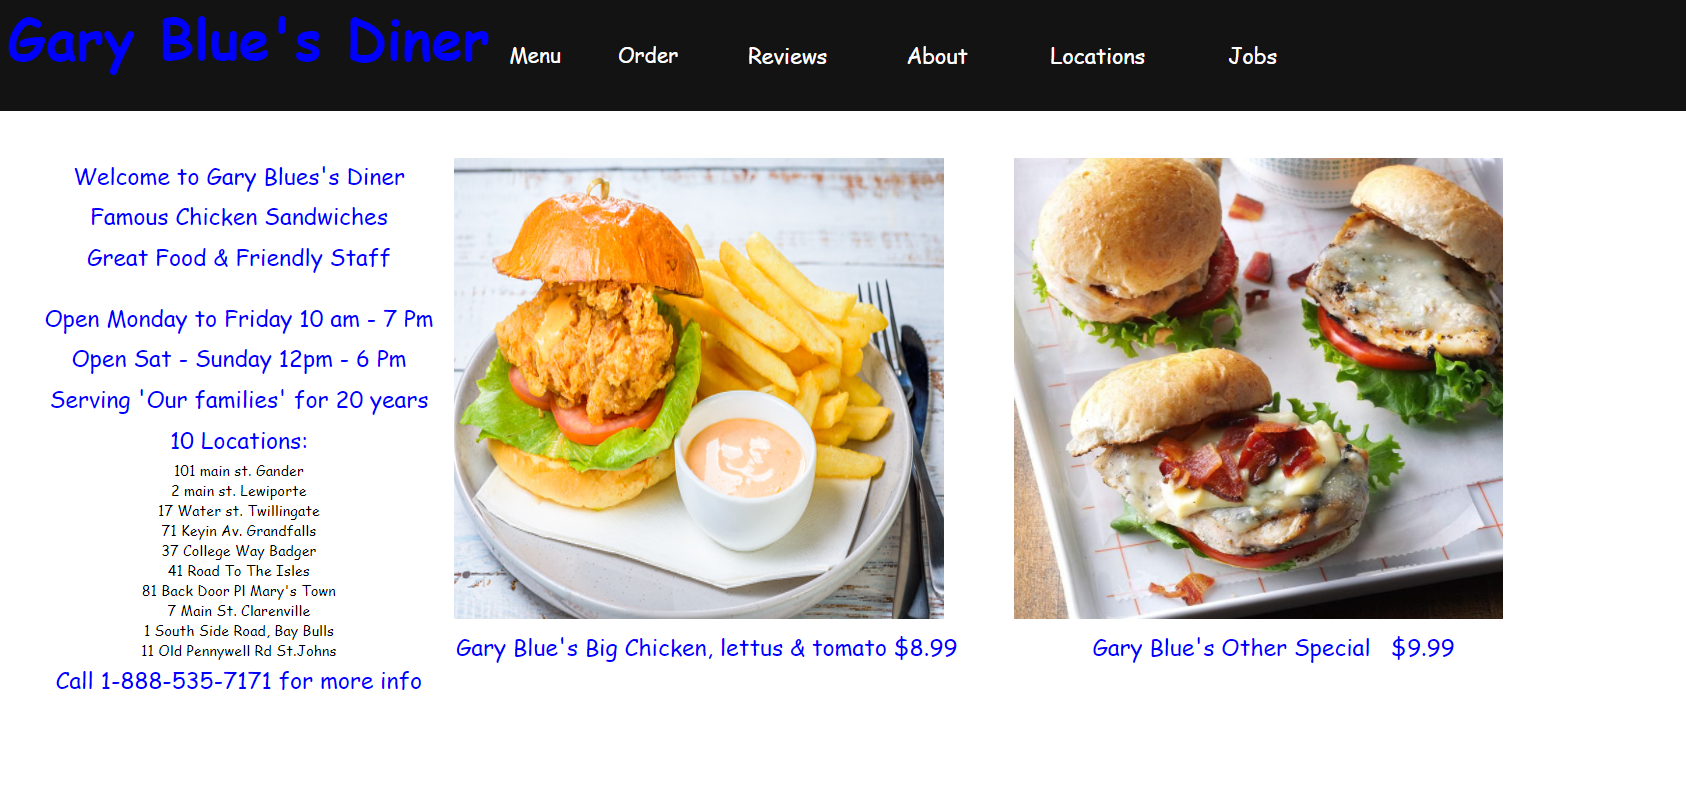 Gary Blue's Diner
Menu Order Reviews About Locations Jobs
Welcome to Gary Blues's Diner
Famous Chicken Sandwiches
Great Food & Friendly Staff
Open Monday to Friday 10 am - 7 Pm
Open Sat - Sunday 12pm - 6 Pm
Serving 'Our families' for 20 years
10 Locations:
101 main st. Gander
2 main st. Lewiporte
17 Water st. Twillingate
71 Keyin Av. Grandfalls
37 College Way Badger
41 Road To The Isles
81 Back Door Pl Mary's Town
7 Main St. Clarenville
1 South Side Road, Bay Bulls
11 Old Pennywell Rd St.Johns
Call 1-888-535-7171 for more info
Gary Blue's Big Chicken, lettus & tomato $8.99
Gary Blue's Other Special $9.99